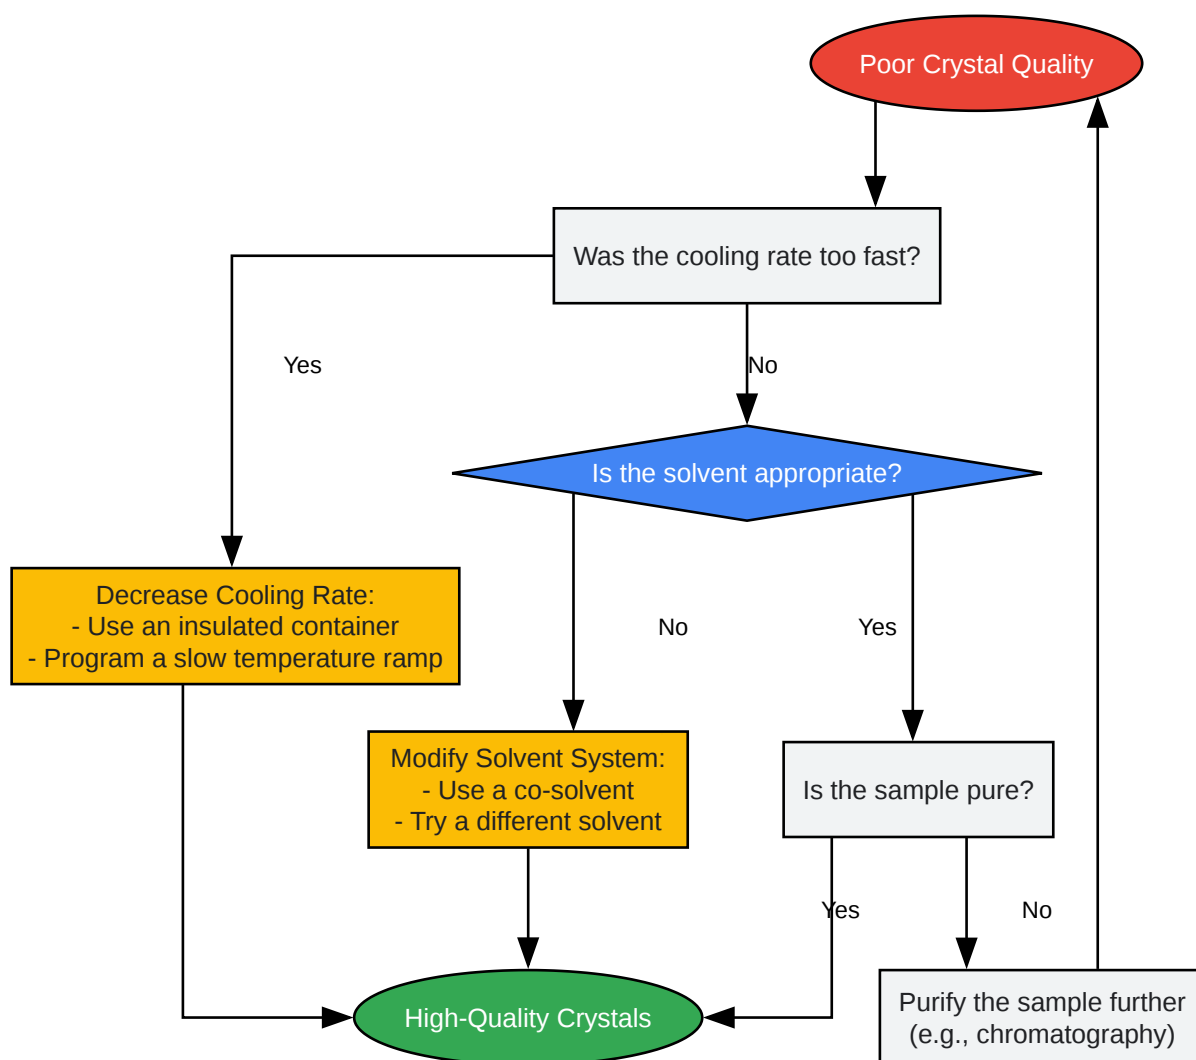 Poor Crystal Quality
Was the cooling rate too fast?
Yes
No
Is the solvent appropriate?
Decrease Cooling Rate:
- Use an insulated container
- Program a slow temperature ramp
No
Yes
Modify Solvent System:
- Use a co-solvent
- Try a different solvent
Is the sample pure?
Yes
No
High-Quality Crystals
Purify the sample further
(e.g., chromatography)